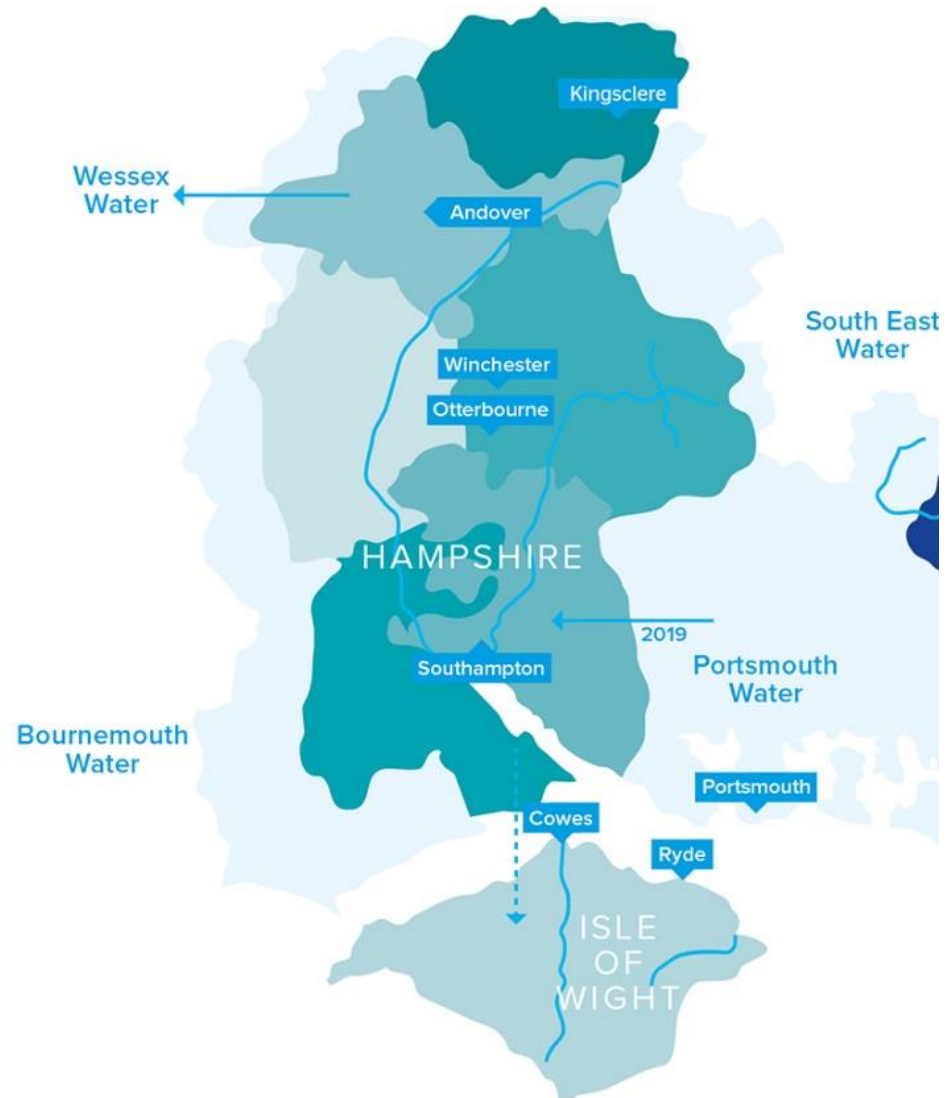 Kingsclere
Wessex
Water
Andover
South East
Water
Winchester
Otterbourne
HAMPSHIRE
2019
Southampton
Portsmouth
Water
Bournemouth
Water
Portsmouth
Cowes
Ryde
ISLE
OF
WIGHT